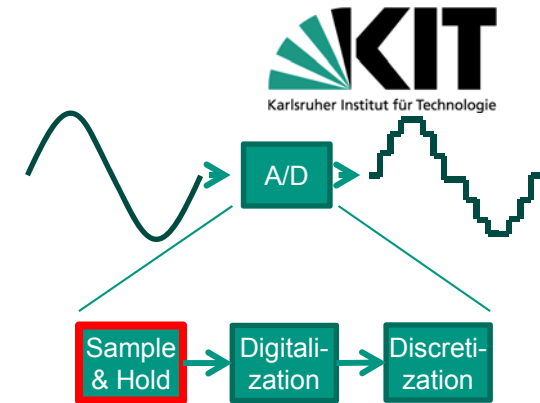 KIT
Karlsruher Institut für Technologie
A/D
Sample
& Hold
Digitali-
zation
Discreti-
zation